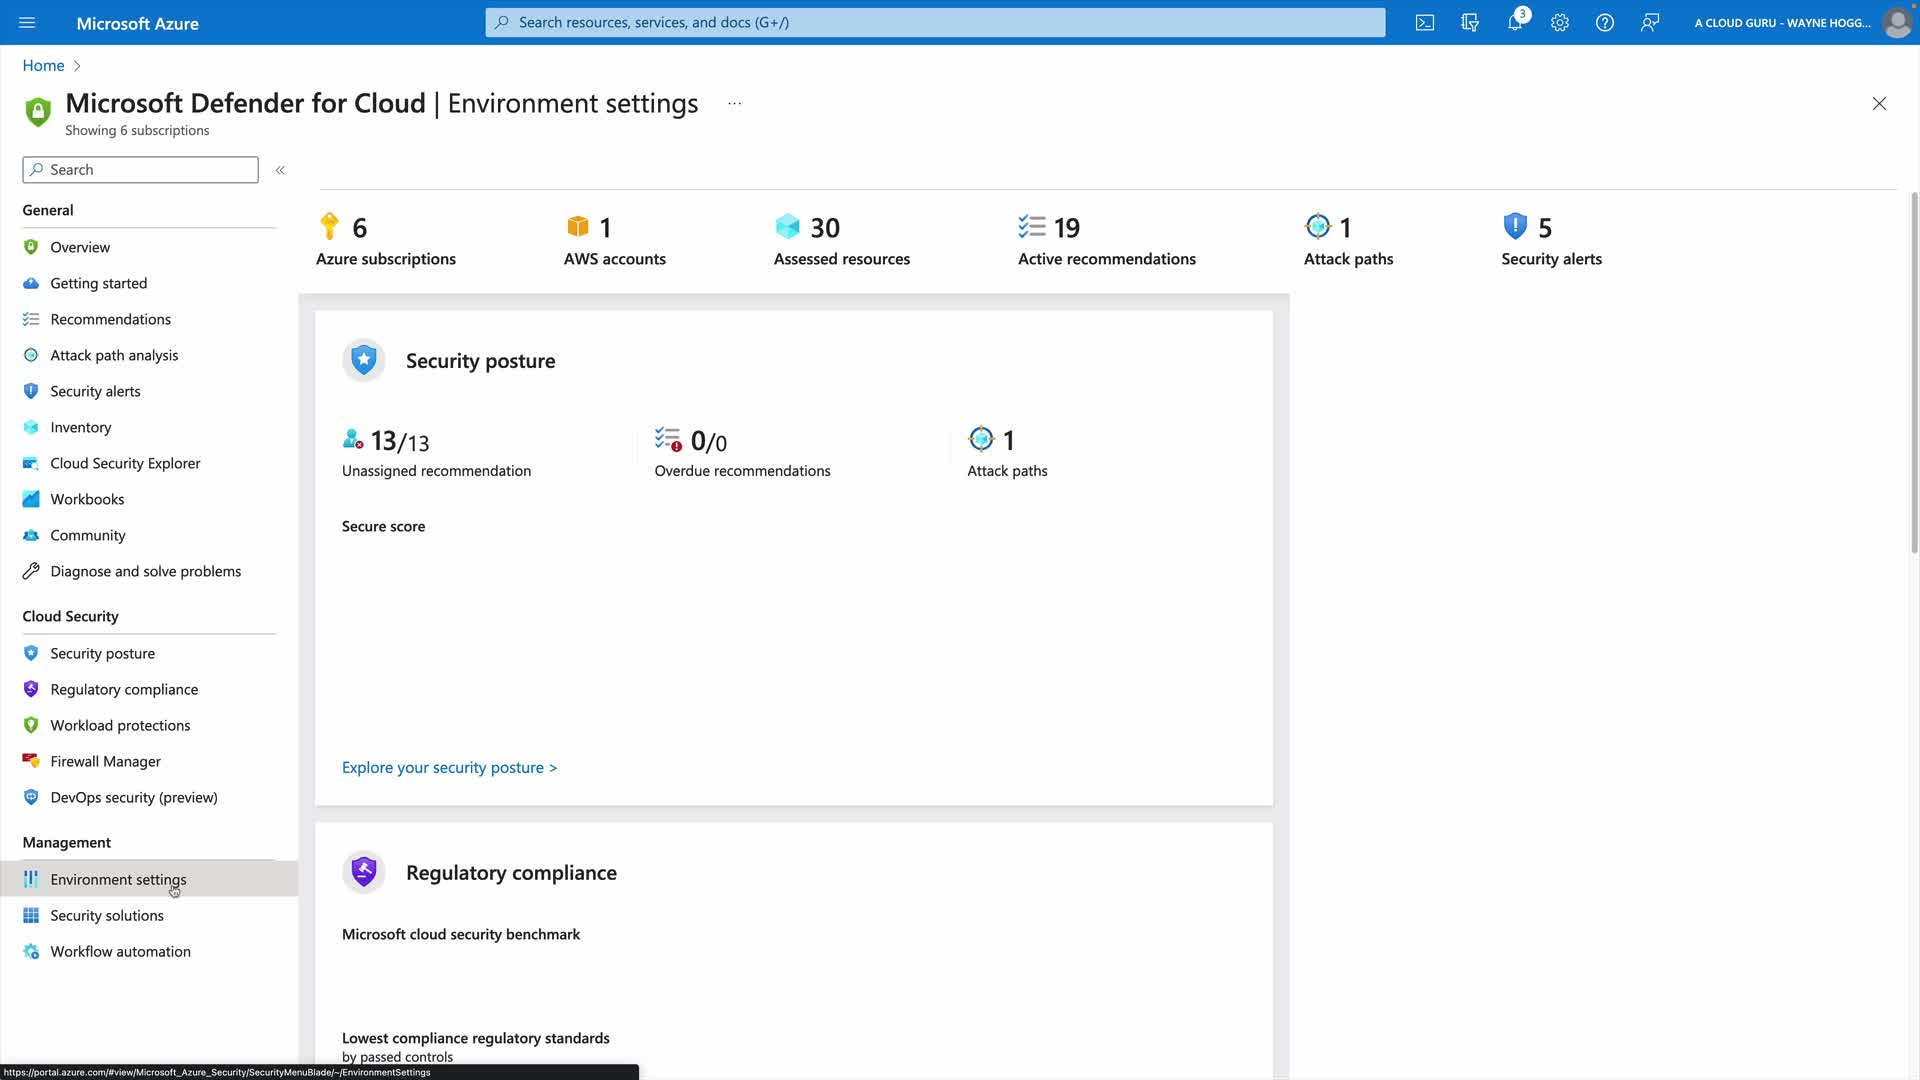 Microsoft Azure
Search resources, services, and docs (G+/)
3
A CLOUD GURU - WAYNE HOGG...
Home
Microsoft Defender for Cloud | Environment settings
...
Showing 6 subscriptions
Search
«
General
Overview
Getting started
Recommendations
Attack path analysis
Security alerts
Inventory
Cloud Security Explorer
Workbooks
Community
Diagnose and solve problems
Cloud Security
Security posture
Regulatory compliance
Workload protections
Firewall Manager
DevOps security (preview)
Management
Environment settings
Security solutions
Workflow automation
6
Azure subscriptions
1
AWS accounts
30
Assessed resources
19
Active recommendations
1
Attack paths
5
Security alerts
Security posture
13/13
Unassigned recommendation
0/0
Overdue recommendations
1
Attack paths
Secure score
Explore your security posture >
Regulatory compliance
Microsoft cloud security benchmark
Lowest compliance regulatory standards
by passed controls
https://portal.azure.com/#view/Microsoft_Azure_Security/SecurityMenuBlade/~/EnvironmentSettings